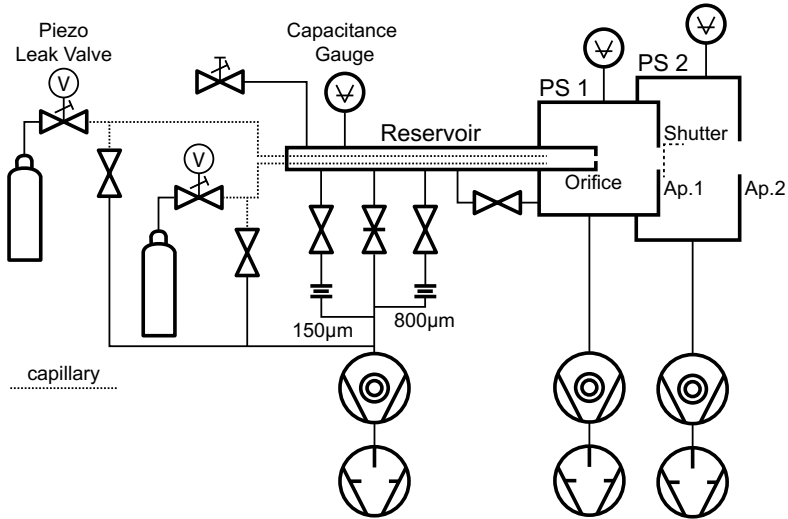 Piezo
Leak Valve
Capacitance
Gauge
V
PS 1
PS 2
Reservoir
Shutter
V
Orifice
Ap.1
Ap.2
150µm
800µm
capillary